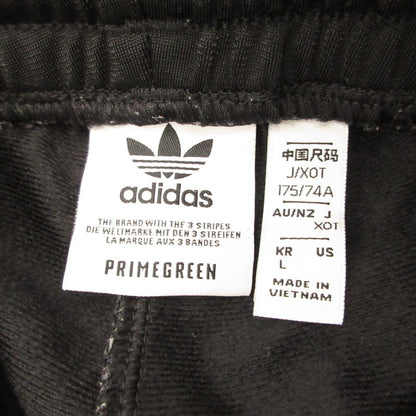 adidas
THE BRAND WITH THE 3 STRIPES
DIE WELTMARKE MIT DEN 3 STREIFEN
LA MARQUE AUX 3 BANDES
PRIMEGREEN
中国尺码
J/XOT
175/74A
AU/NZ J
XOT
KR US
L
MADE IN
VIETNAM